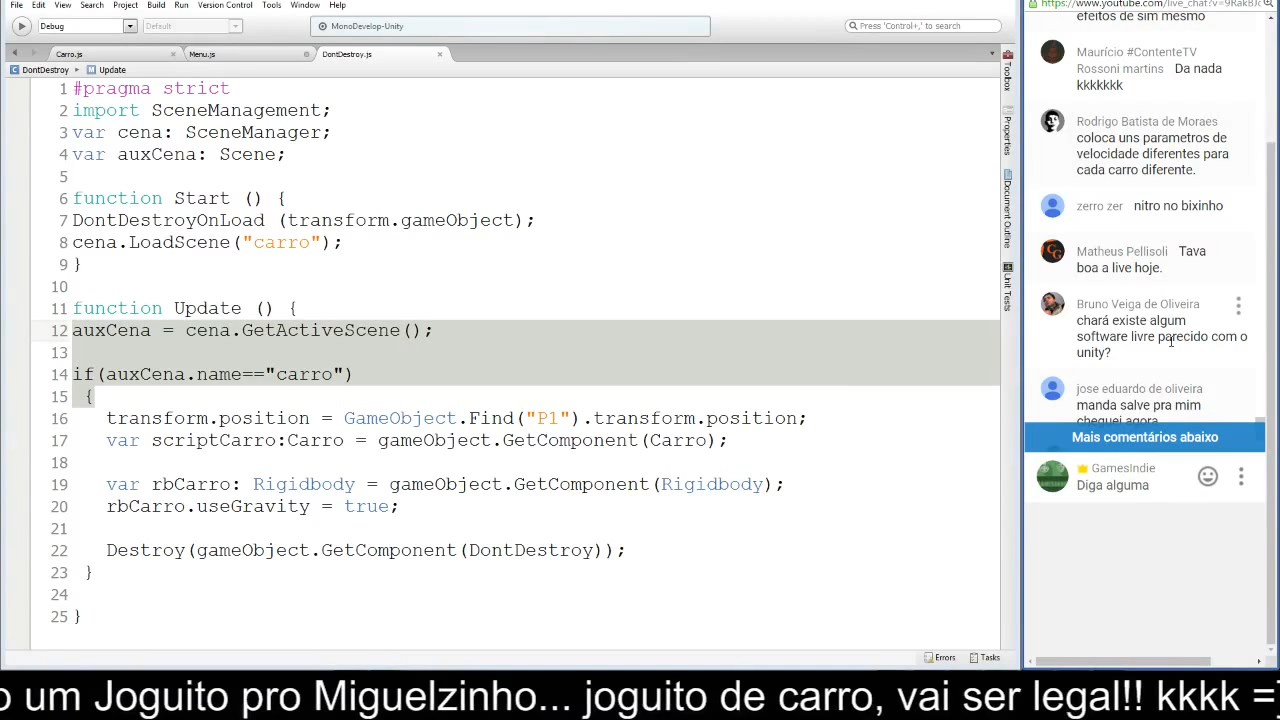 File Edit View Search Project Build Run Version Control Tools Window Help
Debug Default MonoDevelop-Unity Press 'Control+,' to search
Carro.js Menu.js DontDestroy.js
DontDestroy Update
1 #pragma strict
2 import SceneManagement;
3 var cena: SceneManager;
4 var auxCena: Scene;
5
6 function Start () {
7 DontDestroyOnLoad (transform.gameObject);
8 cena.LoadScene("carro");
9 }
10
11 function Update () {
12 auxCena = cena.GetActiveScene();
13
14 if(auxCena.name=="carro")
15 {
16 transform.position = GameObject.Find("P1").transform.position;
17 var scriptCarro:Carro = gameObject.GetComponent(Carro);
18
19 var rbCarro: Rigidbody = gameObject.GetComponent(Rigidbody);
20 rbCarro.useGravity = true;
21
22 Destroy(gameObject.GetComponent(DontDestroy));
23 }
24
25 }
Errors Tasks
Toolbox
Properties
Document Outline
Unit Tests
https://www.youtube.com/live_chat?v=
efeitos de sim mesmo
Maurício #ContenteTV
Rossoni martins Da nada
kkkkkkk
Rodrigo Batista de Moraes
coloca uns parametros de
velocidade diferentes para
cada carro diferente.
zerro zer nitro no bixinho
Matheus Pellisoli Tava
boa a live hoje.
Bruno Veiga de Oliveira
chará existe algum
software livre parecido com o
unity?
jose eduardo de oliveira
manda salve pra mim
cheguei agora
Mais comentários abaixo
GamesIndie
Diga alguma
o um Joguito pro Miguelzinho... joguito de carro, vai ser legal!! kkkk =